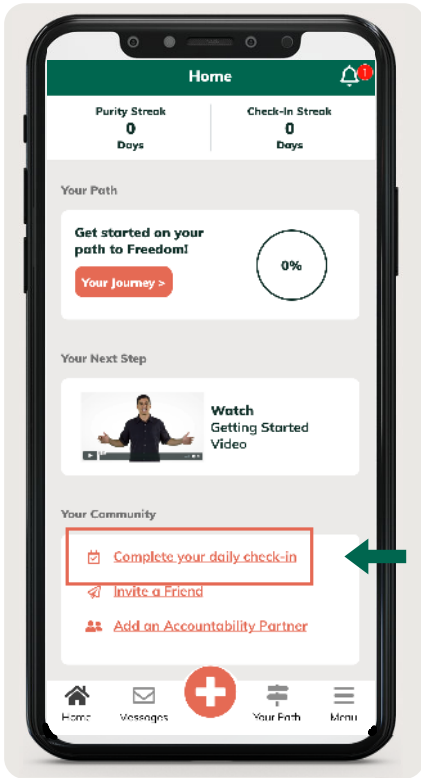 Home
1
Purity Streak
0
Days
Check-In Streak
0
Days
Your Path
Get started on your
path to Freedom!
Your Journey >
0%
Your Next Step
Watch
Getting Started
Video
Your Community
Complete your daily check-in
Invite a Friend
Add an Accountability Partner
Home
Messages
Your Path
Menu